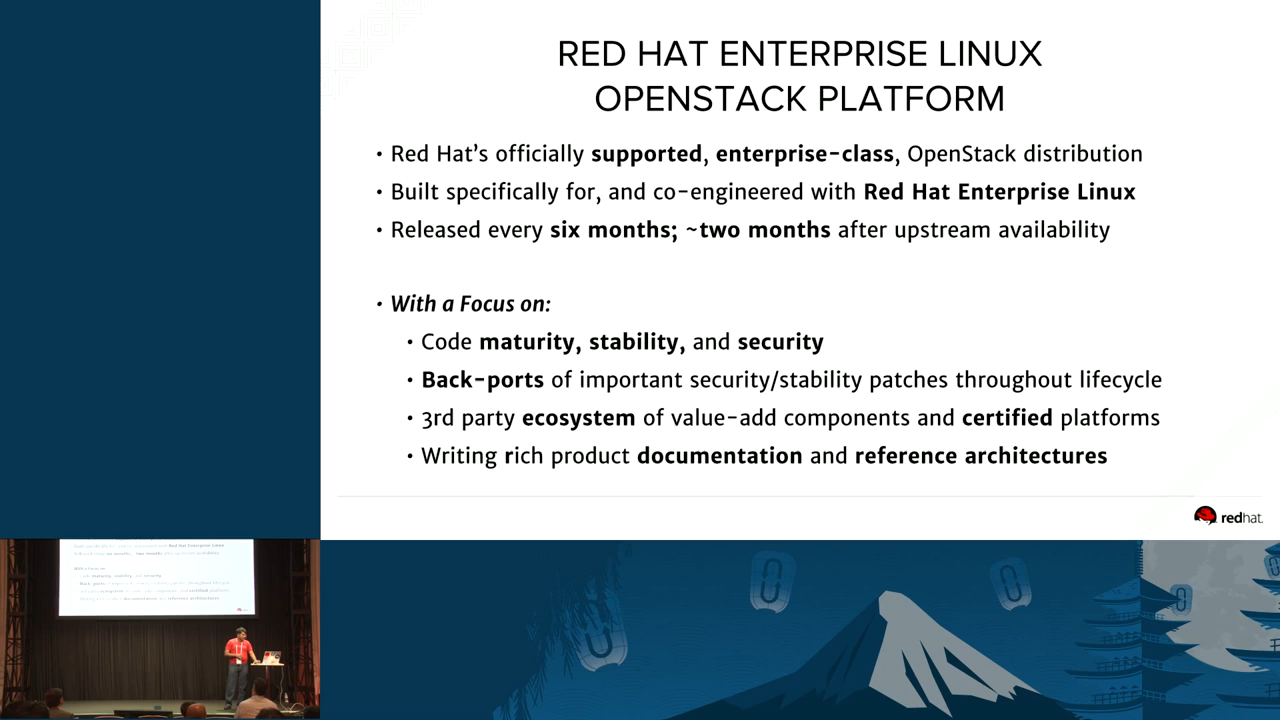 RED HAT ENTERPRISE LINUX
OPENSTACK PLATFORM
• Red Hat's officially supported, enterprise-class, OpenStack distribution
• Built specifically for, and co-engineered with Red Hat Enterprise Linux
• Released every six months; ~two months after upstream availability
• With a Focus on:
• Code maturity, stability, and security
• Back-ports of important security/stability patches throughout lifecycle
• 3rd party ecosystem of value-add components and certified platforms
• Writing rich product documentation and reference architectures
redhat.